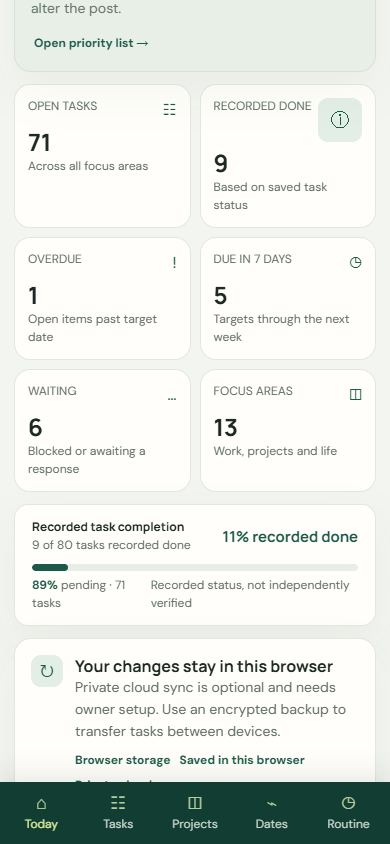 alter the post.
Open priority list →
OPEN TASKS
71
Across all focus areas
RECORDED DONE
9
Based on saved task
status
OVERDUE
!
1
Open items past target
date
DUE IN 7 DAYS
5
Targets through the next
week
WAITING
…
6
Blocked or awaiting a
response
FOCUS AREAS
13
Work, projects and life
Recorded task completion
9 of 80 tasks recorded done
11% recorded done
89% pending · 71
tasks
Recorded status, not independently
verified
Your changes stay in this browser
Private cloud sync is optional and needs
owner setup. Use an encrypted backup to
transfer tasks between devices.
Browser storage Saved in this browser
Today
Tasks
Projects
Dates
Routine